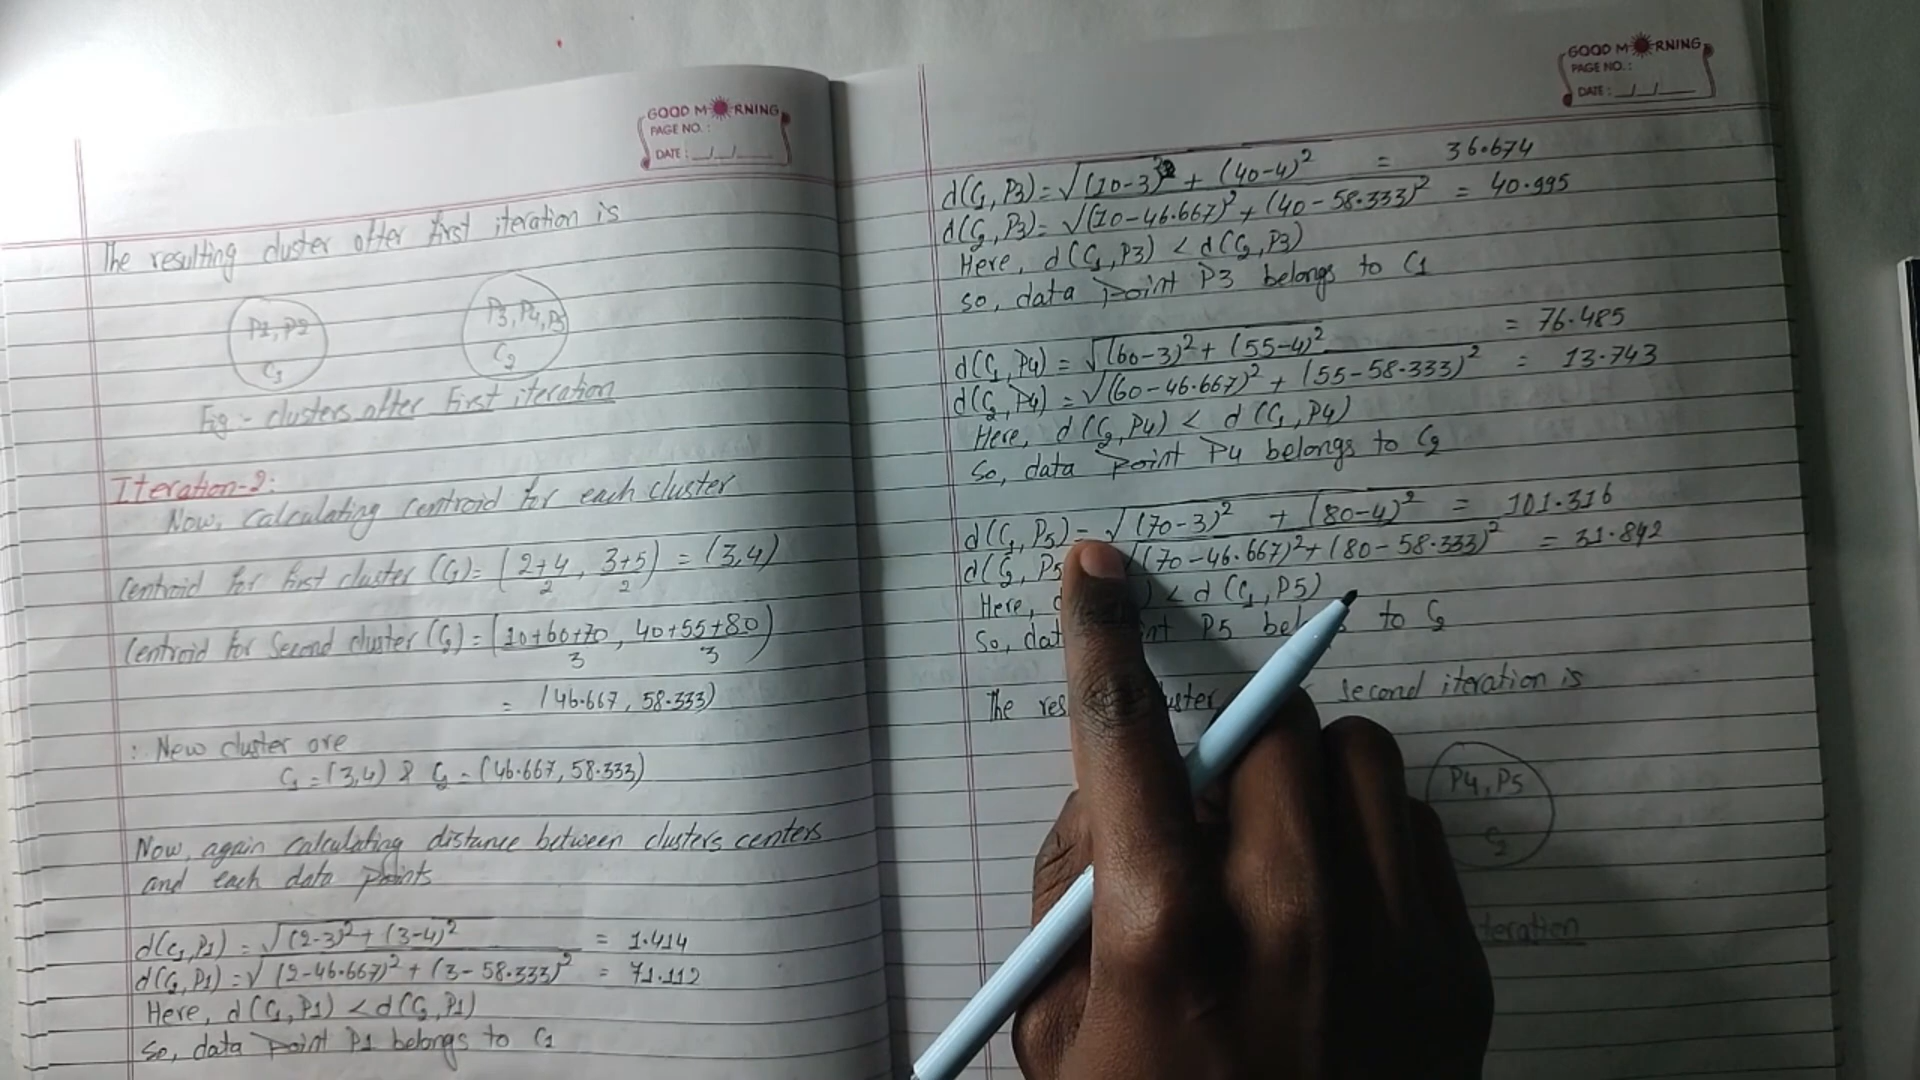 GOOD MORNING
PAGE NO.:
DATE:
The resulting cluster after first iteration is
P1, P2
C1
P3, P4, P5
C2
Fig:- clusters after First iteration
Iteration-2:
Now, Calculating Centroid for each cluster
Centroid for first cluster (C1) = (2+4/2, 3+5/2) = (3,4)
Centroid for Second cluster (C2) = (10+60+70/3, 40+55+80/3)
= (46.667, 58.333)
: New cluster are
C1 = (3,4) & C2 = (46.667, 58.333)
Now, again Calculating distance between clusters centers
and each data points
d(C1,P1) = √(2-3)² + (3-4)² = 1.414
d(C2,P1) = √(2-46.667)² + (3-58.333)² = 71.112
Here, d(C1,P1) < d(C2,P1)
So, data point P1 belongs to C1
GOOD MORNING
PAGE NO.:
DATE:
d(C1,P3) = √(10-3)² + (40-4)² = 36.674
d(C2,P3) = √(10-46.667)² + (40-58.333)² = 40.995
Here, d(C1,P3) < d(C2,P3)
so, data point P3 belongs to C1
d(C1,P4) = √(60-3)² + (55-4)² = 76.485
d(C2,P4) = √(60-46.667)² + (55-58.333)² = 13.743
Here, d(C2,P4) < d(C1,P4)
So, data point P4 belongs to C2
d(C1,P5) = √(70-3)² + (80-4)² = 101.316
d(C2,P5 √(70-46.667)² + (80-58.333)² = 31.842
Here, d ) < d(C1,P5)
So, dat nt P5 bel to C2
The res uster second iteration is
P4, P5
C2
iteration